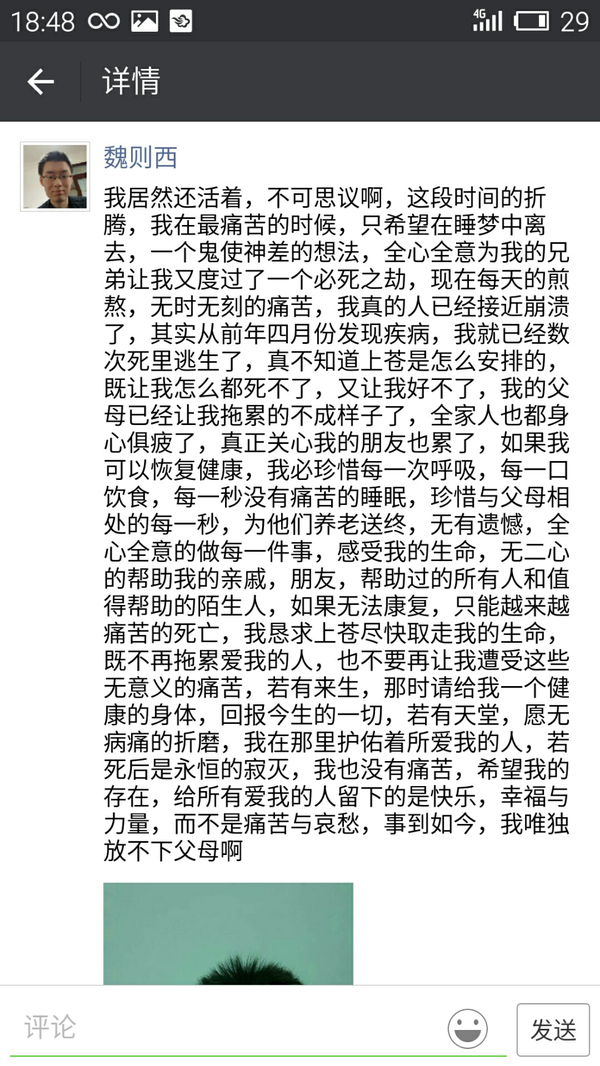 18:48
4G
29
详情
魏则西
我居然还活着，不可思议啊，这段时间的折
腾，我在最痛苦的时候，只希望在睡梦中离
去，一个鬼使神差的想法，全心全意为我的兄
弟让我又度过了一个必死之劫，现在每天的煎
熬，无时无刻的痛苦，我真的人已经接近崩溃
了，其实从前年四月份发现疾病，我就已经数
次死里逃生了，真不知道上苍是怎么安排的，
既让我怎么都死不了，又让我好不了，我的父
母已经让我拖累的不成样子了，全家人也都身
心俱疲了，真正关心我的朋友也累了，如果我
可以恢复健康，我必珍惜每一次呼吸，每一口
饮食，每一秒没有痛苦的睡眠，珍惜与父母相
处的每一秒，为他们养老送终，无有遗憾，全
心全意的做每一件事，感受我的生命，无二心
的帮助我的亲戚，朋友，帮助过的所有人和值
得帮助的陌生人，如果无法康复，只能越来越
痛苦的死亡，我恳求上苍尽快取走我的生命，
既不再拖累爱我的人，也不要再让我遭受这些
无意义的痛苦，若有来生，那时请给我一个健
康的身体，回报今生的一切，若有天堂，愿无
病痛的折磨，我在那里护佑着所爱我的人，若
死后是永恒的寂灭，我也没有痛苦，希望我的
存在，给所有爱我的人留下的是快乐，幸福与
力量，而不是痛苦与哀愁，事到如今，我唯独
放不下父母啊
评论
发送